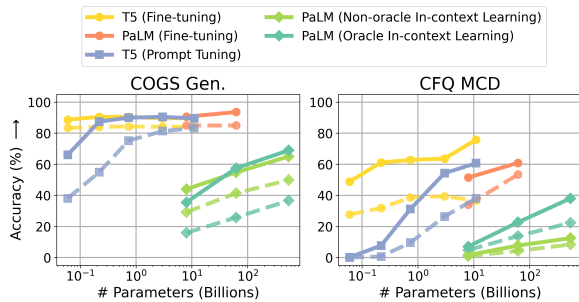 T5 (Fine-tuning)
PaLM (Fine-tuning)
T5 (Prompt Tuning)
PaLM (Non-oracle In-context Learning)
PaLM (Oracle In-context Learning)
COGS Gen.
CFQ MCD
Accuracy (%) →
100
80
60
40
20
0
10⁻¹ 10⁰ 10¹ 10²
# Parameters (Billions)
100
80
60
40
20
0
10⁻¹ 10⁰ 10¹ 10²
# Parameters (Billions)